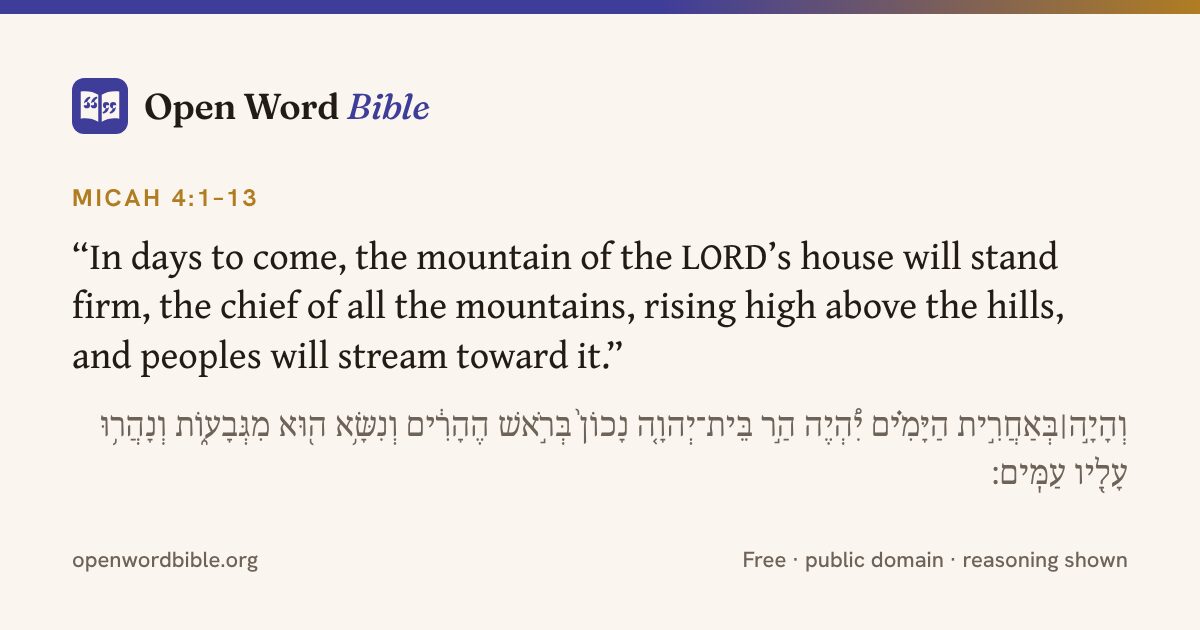 Open Word Bible
MICAH 4:1–13
“In days to come, the mountain of the LORD’s house will stand
firm, the chief of all the mountains, rising high above the hills,
and peoples will stream toward it.”
וְהָיָ֣ה׀בְּאַחֲרִ֣ית הַיָּמִ֗ים יִ֠הְיֶה הַ֣ר בֵּית־יְהוָ֤ה נָכוֹן֙ בְּרֹ֣אשׁ הֶהָרִ֔ים וְנִשָּׂ֥א ה֖וּא מִגְּבָע֑וֹת וְנָהֲר֥וּ
עָלָ֖יו עַמִּֽים׃
openwordbible.org
Free · public domain · reasoning shown